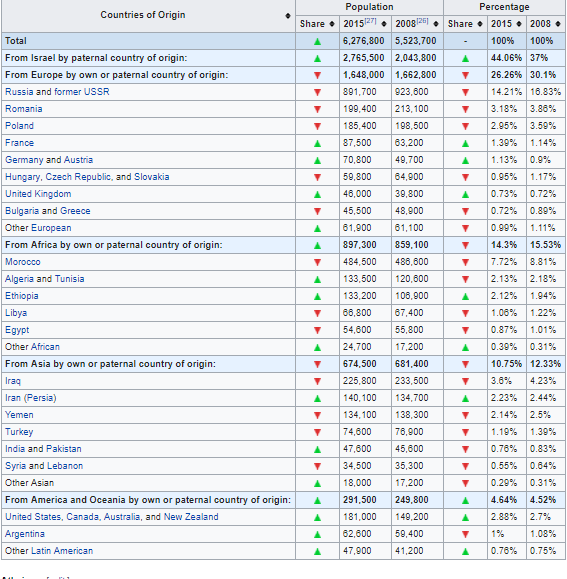 Countries of Origin Population Percentage
Share 2015[27] 2008[26] Share 2015 2008
Total ▲ 6,276,800 5,523,700 - 100% 100%
From Israel by paternal country of origin: ▲ 2,765,500 2,043,800 ▲ 44.06% 37%
From Europe by own or paternal country of origin: ▼ 1,648,000 1,662,800 ▼ 26.26% 30.1%
Russia and former USSR ▼ 891,700 923,600 ▼ 14.21% 16.83%
Romania ▼ 199,400 213,100 ▼ 3.18% 3.86%
Poland ▼ 185,400 198,500 ▼ 2.95% 3.59%
France ▲ 87,500 63,200 ▲ 1.39% 1.14%
Germany and Austria ▲ 70,800 49,700 ▲ 1.13% 0.9%
Hungary, Czech Republic, and Slovakia ▼ 59,800 64,900 ▼ 0.95% 1.17%
United Kingdom ▲ 46,000 39,800 ▲ 0.73% 0.72%
Bulgaria and Greece ▼ 45,500 48,900 ▼ 0.72% 0.89%
Other European ▲ 61,900 61,100 ▼ 0.99% 1.11%
From Africa by own or paternal country of origin: ▲ 897,300 859,100 ▼ 14.3% 15.53%
Morocco ▼ 484,500 486,600 ▼ 7.72% 8.81%
Algeria and Tunisia ▲ 133,500 120,600 ▼ 2.13% 2.18%
Ethiopia ▲ 133,200 106,900 ▲ 2.12% 1.94%
Libya ▼ 66,800 67,400 ▼ 1.06% 1.22%
Egypt ▼ 54,600 55,800 ▼ 0.87% 1.01%
Other African ▲ 24,700 17,200 ▲ 0.39% 0.31%
From Asia by own or paternal country of origin: ▼ 674,500 681,400 ▼ 10.75% 12.33%
Iraq ▼ 225,800 233,500 ▼ 3.6% 4.23%
Iran (Persia) ▲ 140,100 134,700 ▼ 2.23% 2.44%
Yemen ▼ 134,100 138,300 ▼ 2.14% 2.5%
Turkey ▼ 74,600 76,900 ▼ 1.19% 1.39%
India and Pakistan ▲ 47,600 45,600 ▼ 0.76% 0.83%
Syria and Lebanon ▼ 34,500 35,300 ▼ 0.55% 0.64%
Other Asian ▲ 18,000 17,200 ▼ 0.29% 0.31%
From America and Oceania by own or paternal country of origin: ▲ 291,500 249,800 ▲ 4.64% 4.52%
United States, Canada, Australia, and New Zealand ▲ 181,000 149,200 ▲ 2.88% 2.7%
Argentina ▲ 62,600 59,400 ▼ 1% 1.08%
Other Latin American ▲ 47,900 41,200 ▲ 0.76% 0.75%